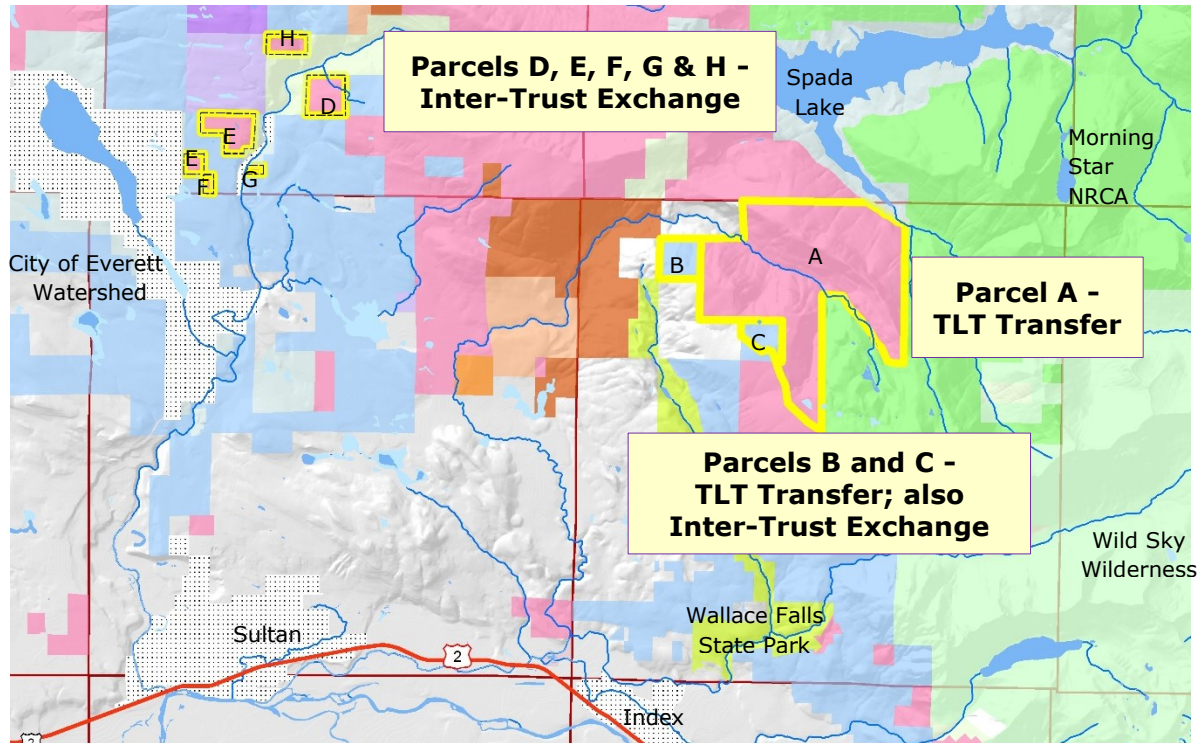 H
Parcels D, E, F, G & H -
Inter-Trust Exchange
Spada
Lake
D
E
E
F
G
Morning
Star
NRCA
City of Everett
Watershed
B
A
C
Parcel A -
TLT Transfer
Parcels B and C -
TLT Transfer; also
Inter-Trust Exchange
Wild Sky
Wilderness
Wallace Falls
State Park
Sultan
2
Index
2